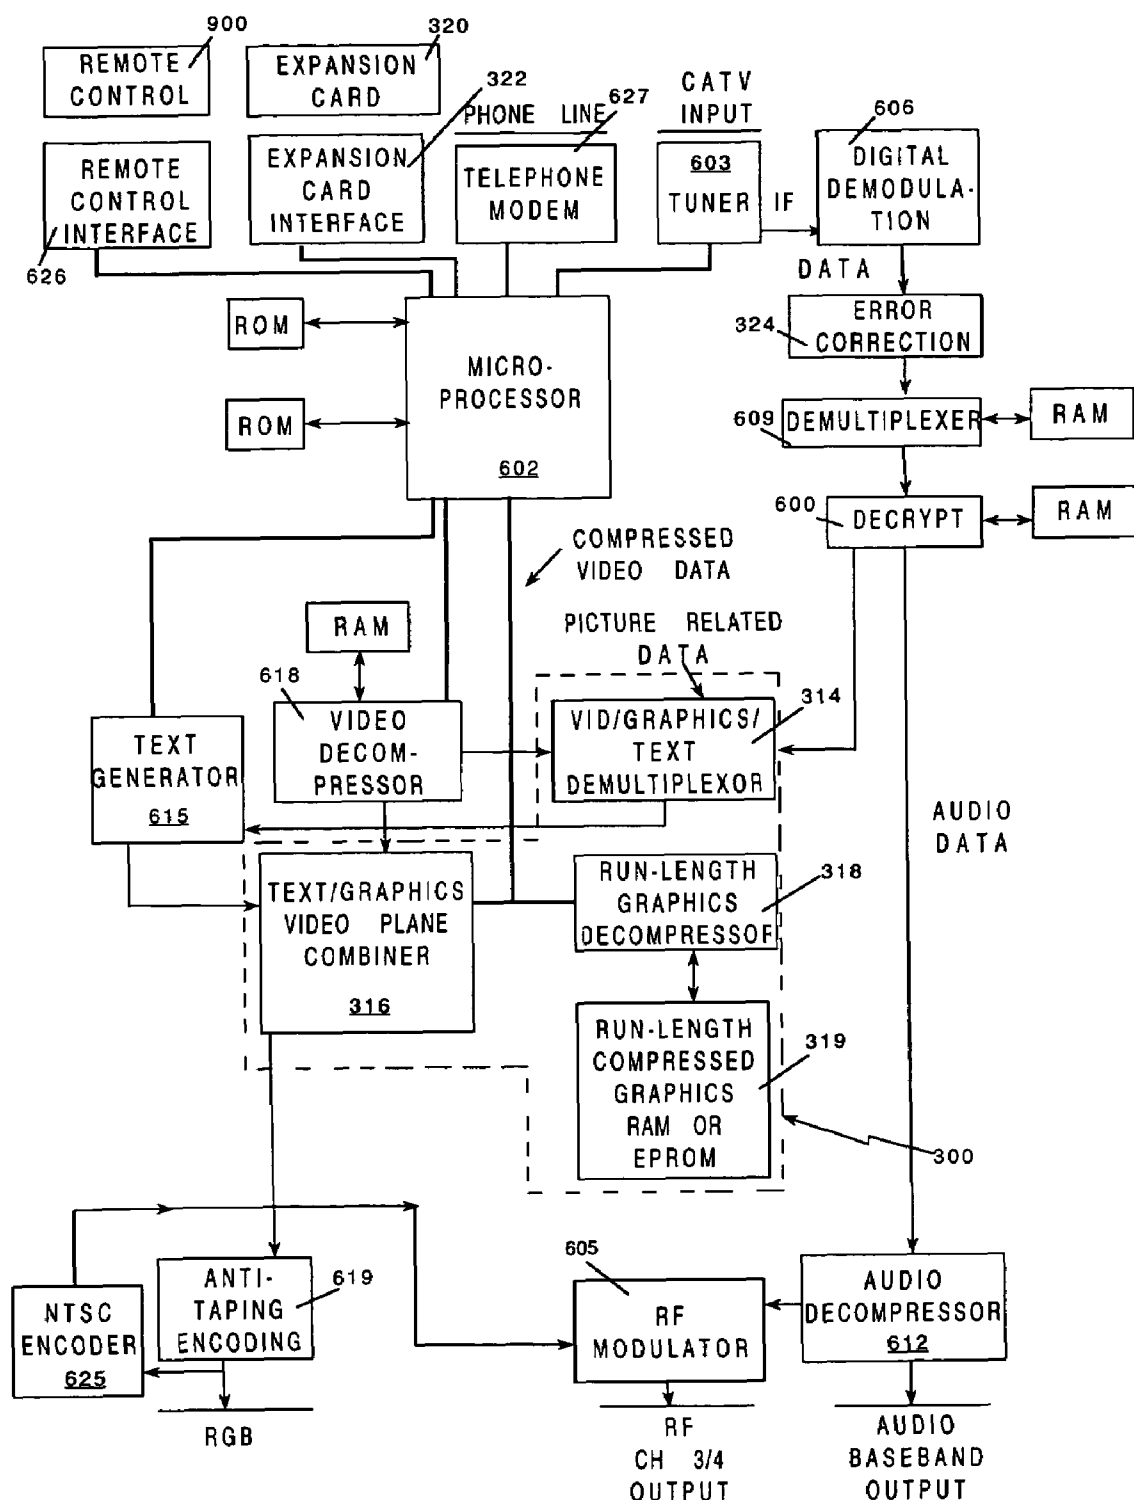 900
REMOTE
CONTROL
320
EXPANSION
CARD
322
PHONE LINE
627
CATV
INPUT
606
REMOTE
CONTROL
INTERFACE
626
EXPANSION
CARD
INTERFACE
TELEPHONE
MODEM
603
TUNER
IF
DIGITAL
DEMODULA-
TION
DATA
ROM
ROM
MICRO-
PROCESSOR
602
ERROR
CORRECTION
324
DEMULTIPLEXER
609
RAM
600
DECRYPT
RAM
COMPRESSED
VIDEO DATA
RAM
PICTURE RELATED
DATA
618
VIDEO
DECOM-
PRESSOR
VID/GRAPHICS/
TEXT
DEMULTIPLEXOR
314
TEXT
GENERATOR
615
AUDIO
DATA
TEXT/GRAPHICS
VIDEO PLANE
COMBINER
316
RUN-LENGTH
GRAPHICS
DECOMPRESSOR
318
RUN-LENGTH
COMPRESSED
GRAPHICS
RAM OR
EPROM
319
300
NTSC
ENCODER
625
ANTI-
TAPING
ENCODING
619
605
RF
MODULATOR
AUDIO
DECOMPRESSOR
612
RGB
RF
CH 3/4
OUTPUT
AUDIO
BASEBAND
OUTPUT